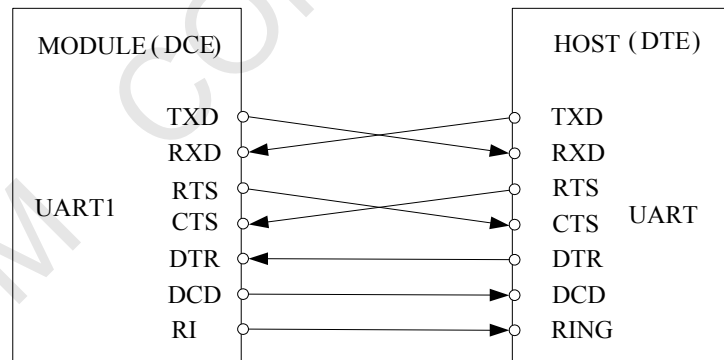 MODULE (DCE)
HOST (DTE)
TXD
TXD
RXD
RXD
RTS
RTS
UART1
UART
CTS
CTS
DTR
DTR
DCD
DCD
RI
RING